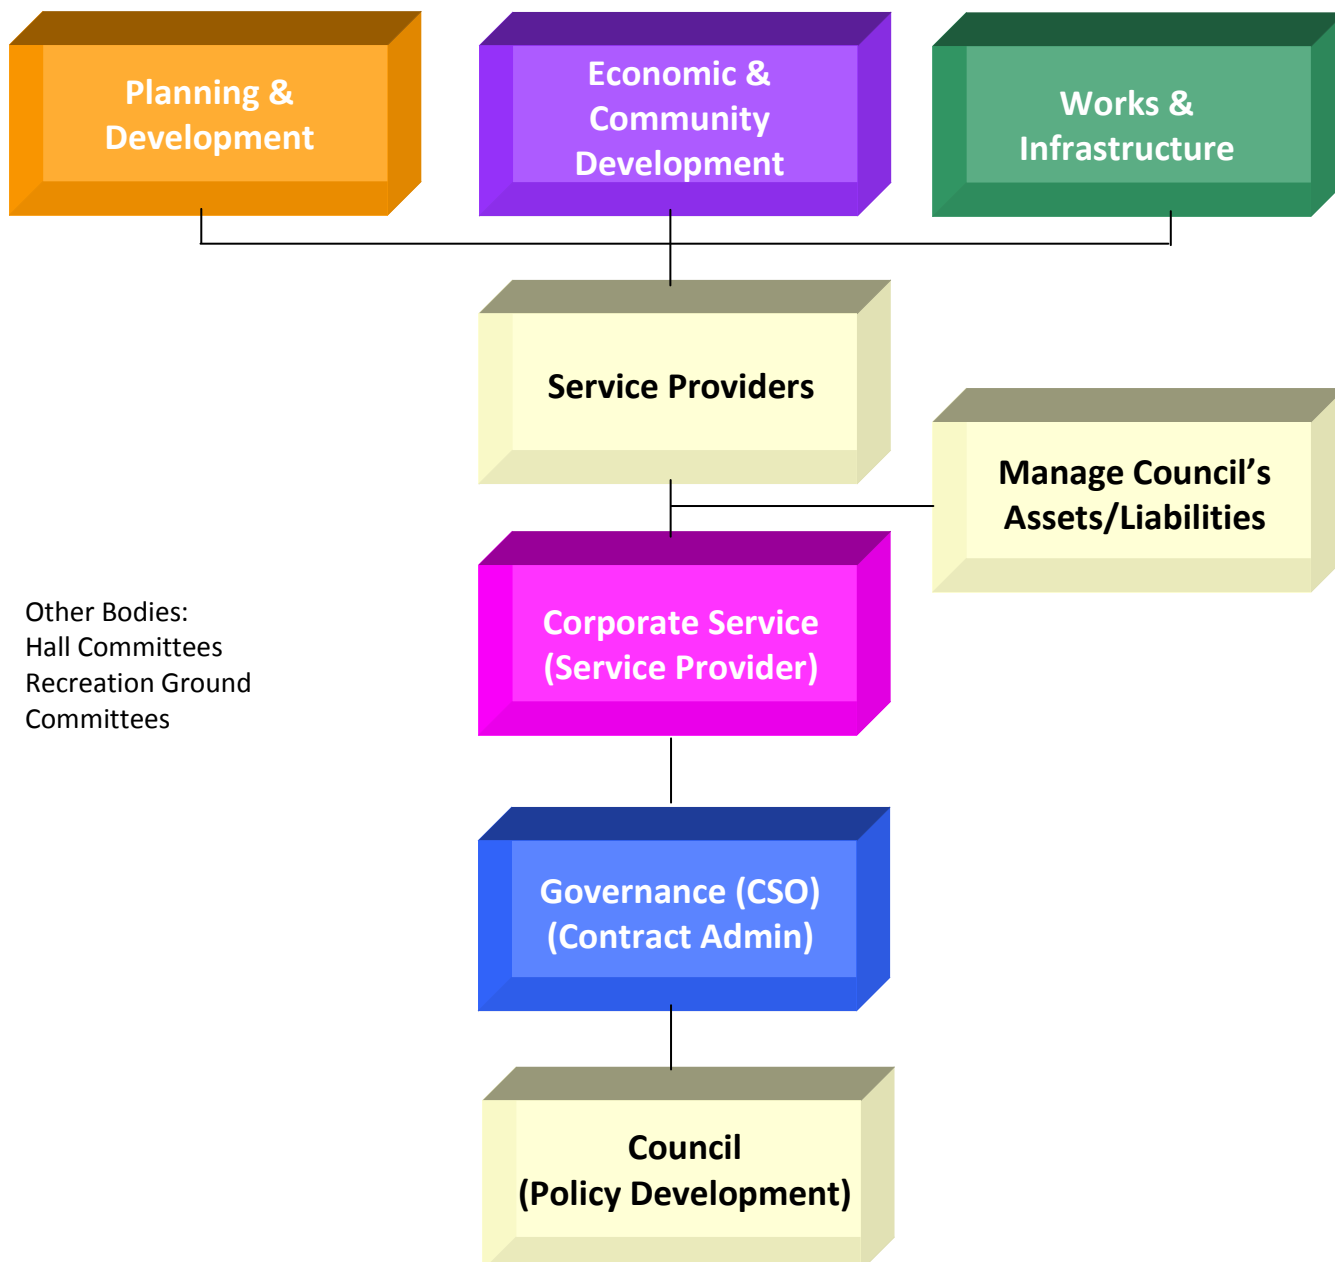 Planning &
Development
Economic &
Community
Development
Works &
Infrastructure
Service Providers
Manage Council’s
Assets/Liabilities
Corporate Service
(Service Provider)
Other Bodies:
Hall Committees
Recreation Ground
Committees
Governance (CSO)
(Contract Admin)
Council
(Policy Development)